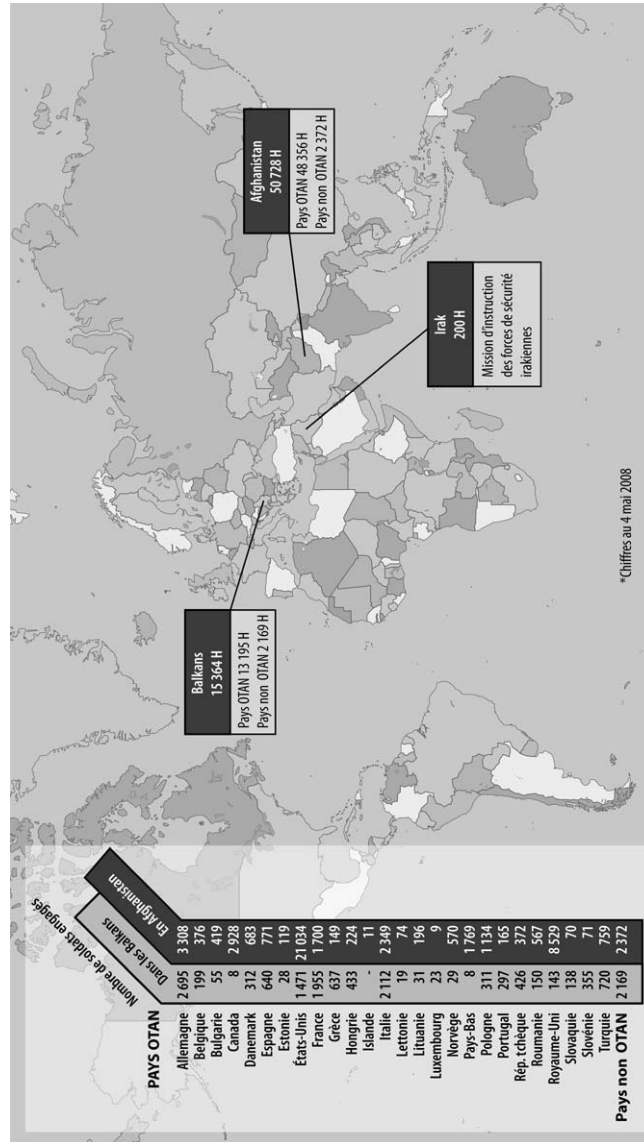 Nombre de soldats engagés
PAYS OTAN Dans les Balkans En Afghanistan
Allemagne 2 695 3 308
Belgique 199 376
Bulgarie 55 419
Canada 8 2 928
Danemark 312 683
Espagne 640 771
Estonie 28 119
États-Unis 1 471 21 034
France 1 955 1 700
Grèce 637 149
Hongrie 433 224
Islande - 11
Italie 2 112 2 349
Lettonie 19 74
Lituanie 31 196
Luxembourg 23 9
Norvège 29 570
Pays-Bas 8 1 769
Pologne 311 1 134
Portugal 297 165
Rép. tchèque 426 372
Roumanie 150 567
Royaume-Uni 143 8 529
Slovaquie 138 70
Slovénie 355 71
Turquie 720 759
Pays non OTAN 2 169 2 372
Balkans
15 364 H
Pays OTAN 13 195 H
Pays non OTAN 2 169 H
Afghanistan
50 728 H
Pays OTAN 48 356 H
Pays non OTAN 2 372 H
Irak
200 H
Mission d'instruction
des forces de sécurité
irakiennes
*Chiffres au 4 mai 2008